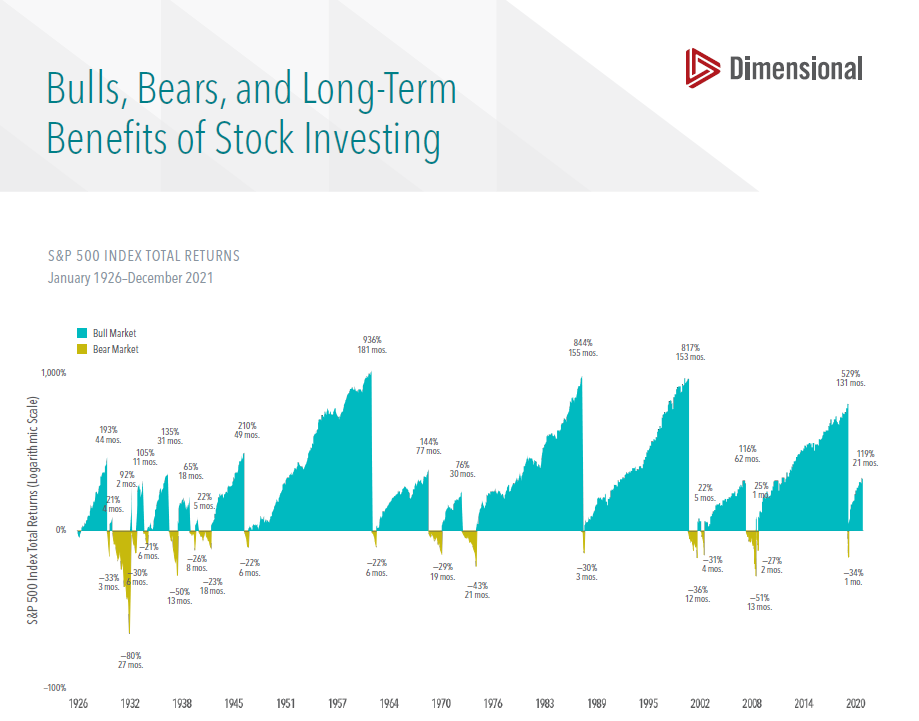 Bulls, Bears, and Long-Term
Benefits of Stock Investing
Dimensional
S&P 500 INDEX TOTAL RETURNS
January 1926–December 2021
Bull Market
Bear Market
S&P 500 Index Total Returns (Logarithmic Scale)
1,000%
0%
–100%
193%
44 mos.
21%
4 mos.
92%
2 mos.
105%
11 mos.
135%
31 mos.
65%
18 mos.
22%
5 mos.
210%
49 mos.
936%
181 mos.
144%
77 mos.
76%
30 mos.
844%
155 mos.
817%
153 mos.
22%
5 mos.
116%
62 mos.
25%
1 mo.
529%
131 mos.
119%
21 mos.
–33%
3 mos.
–80%
27 mos.
–30%
6 mos.
–21%
6 mos.
–50%
13 mos.
–26%
8 mos.
–23%
18 mos.
–22%
6 mos.
–22%
6 mos.
–29%
19 mos.
–43%
21 mos.
–30%
3 mos.
–36%
12 mos.
–31%
4 mos.
–51%
13 mos.
–27%
2 mos.
–34%
1 mo.
1926 1932 1938 1945 1951 1957 1964 1970 1976 1983 1989 1995 2002 2008 2014 2020